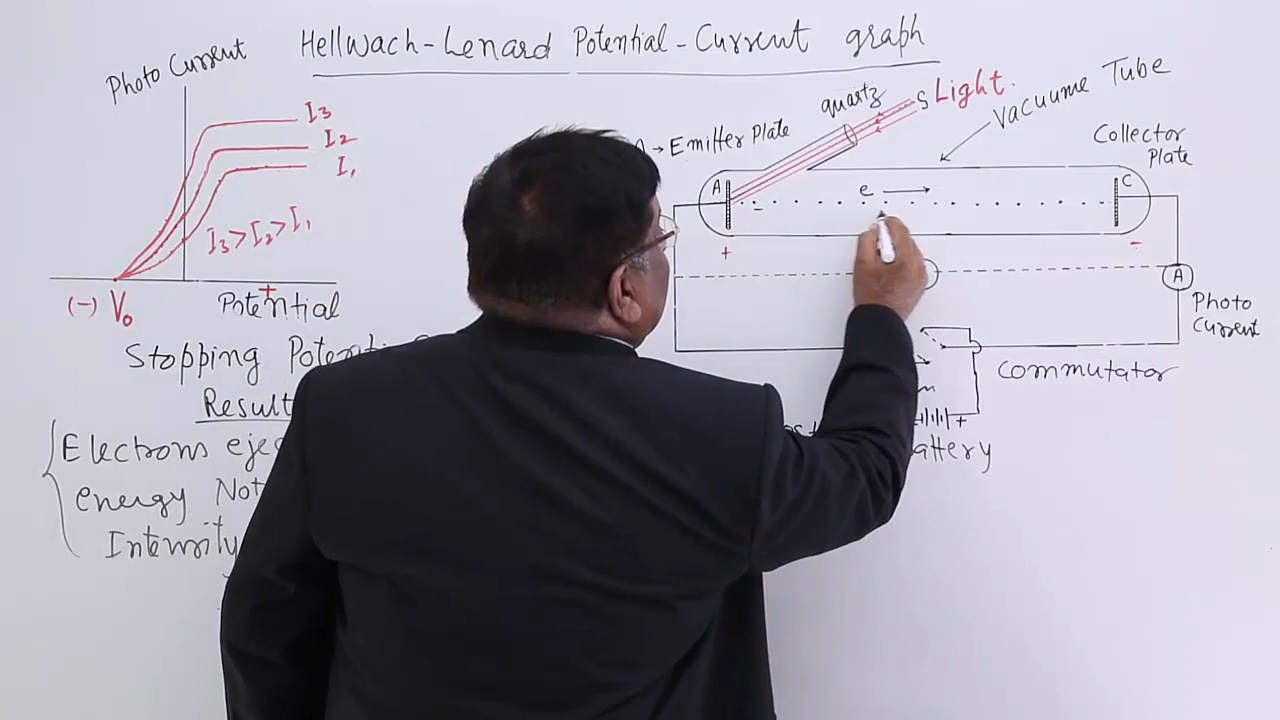 Hellwach-Lenard Potential-Current graph
Photo Current
I3
I2
I1
I3>I2>I1
(-) V0
+
Potential
Stopping
Result
Electrons
energy Not
Intensity
→ Emitter Plate
quartz
S Light.
Vacuume Tube
Collector
Plate
A
e →
C
-
+
-
A
Photo
Current
Commutator
+